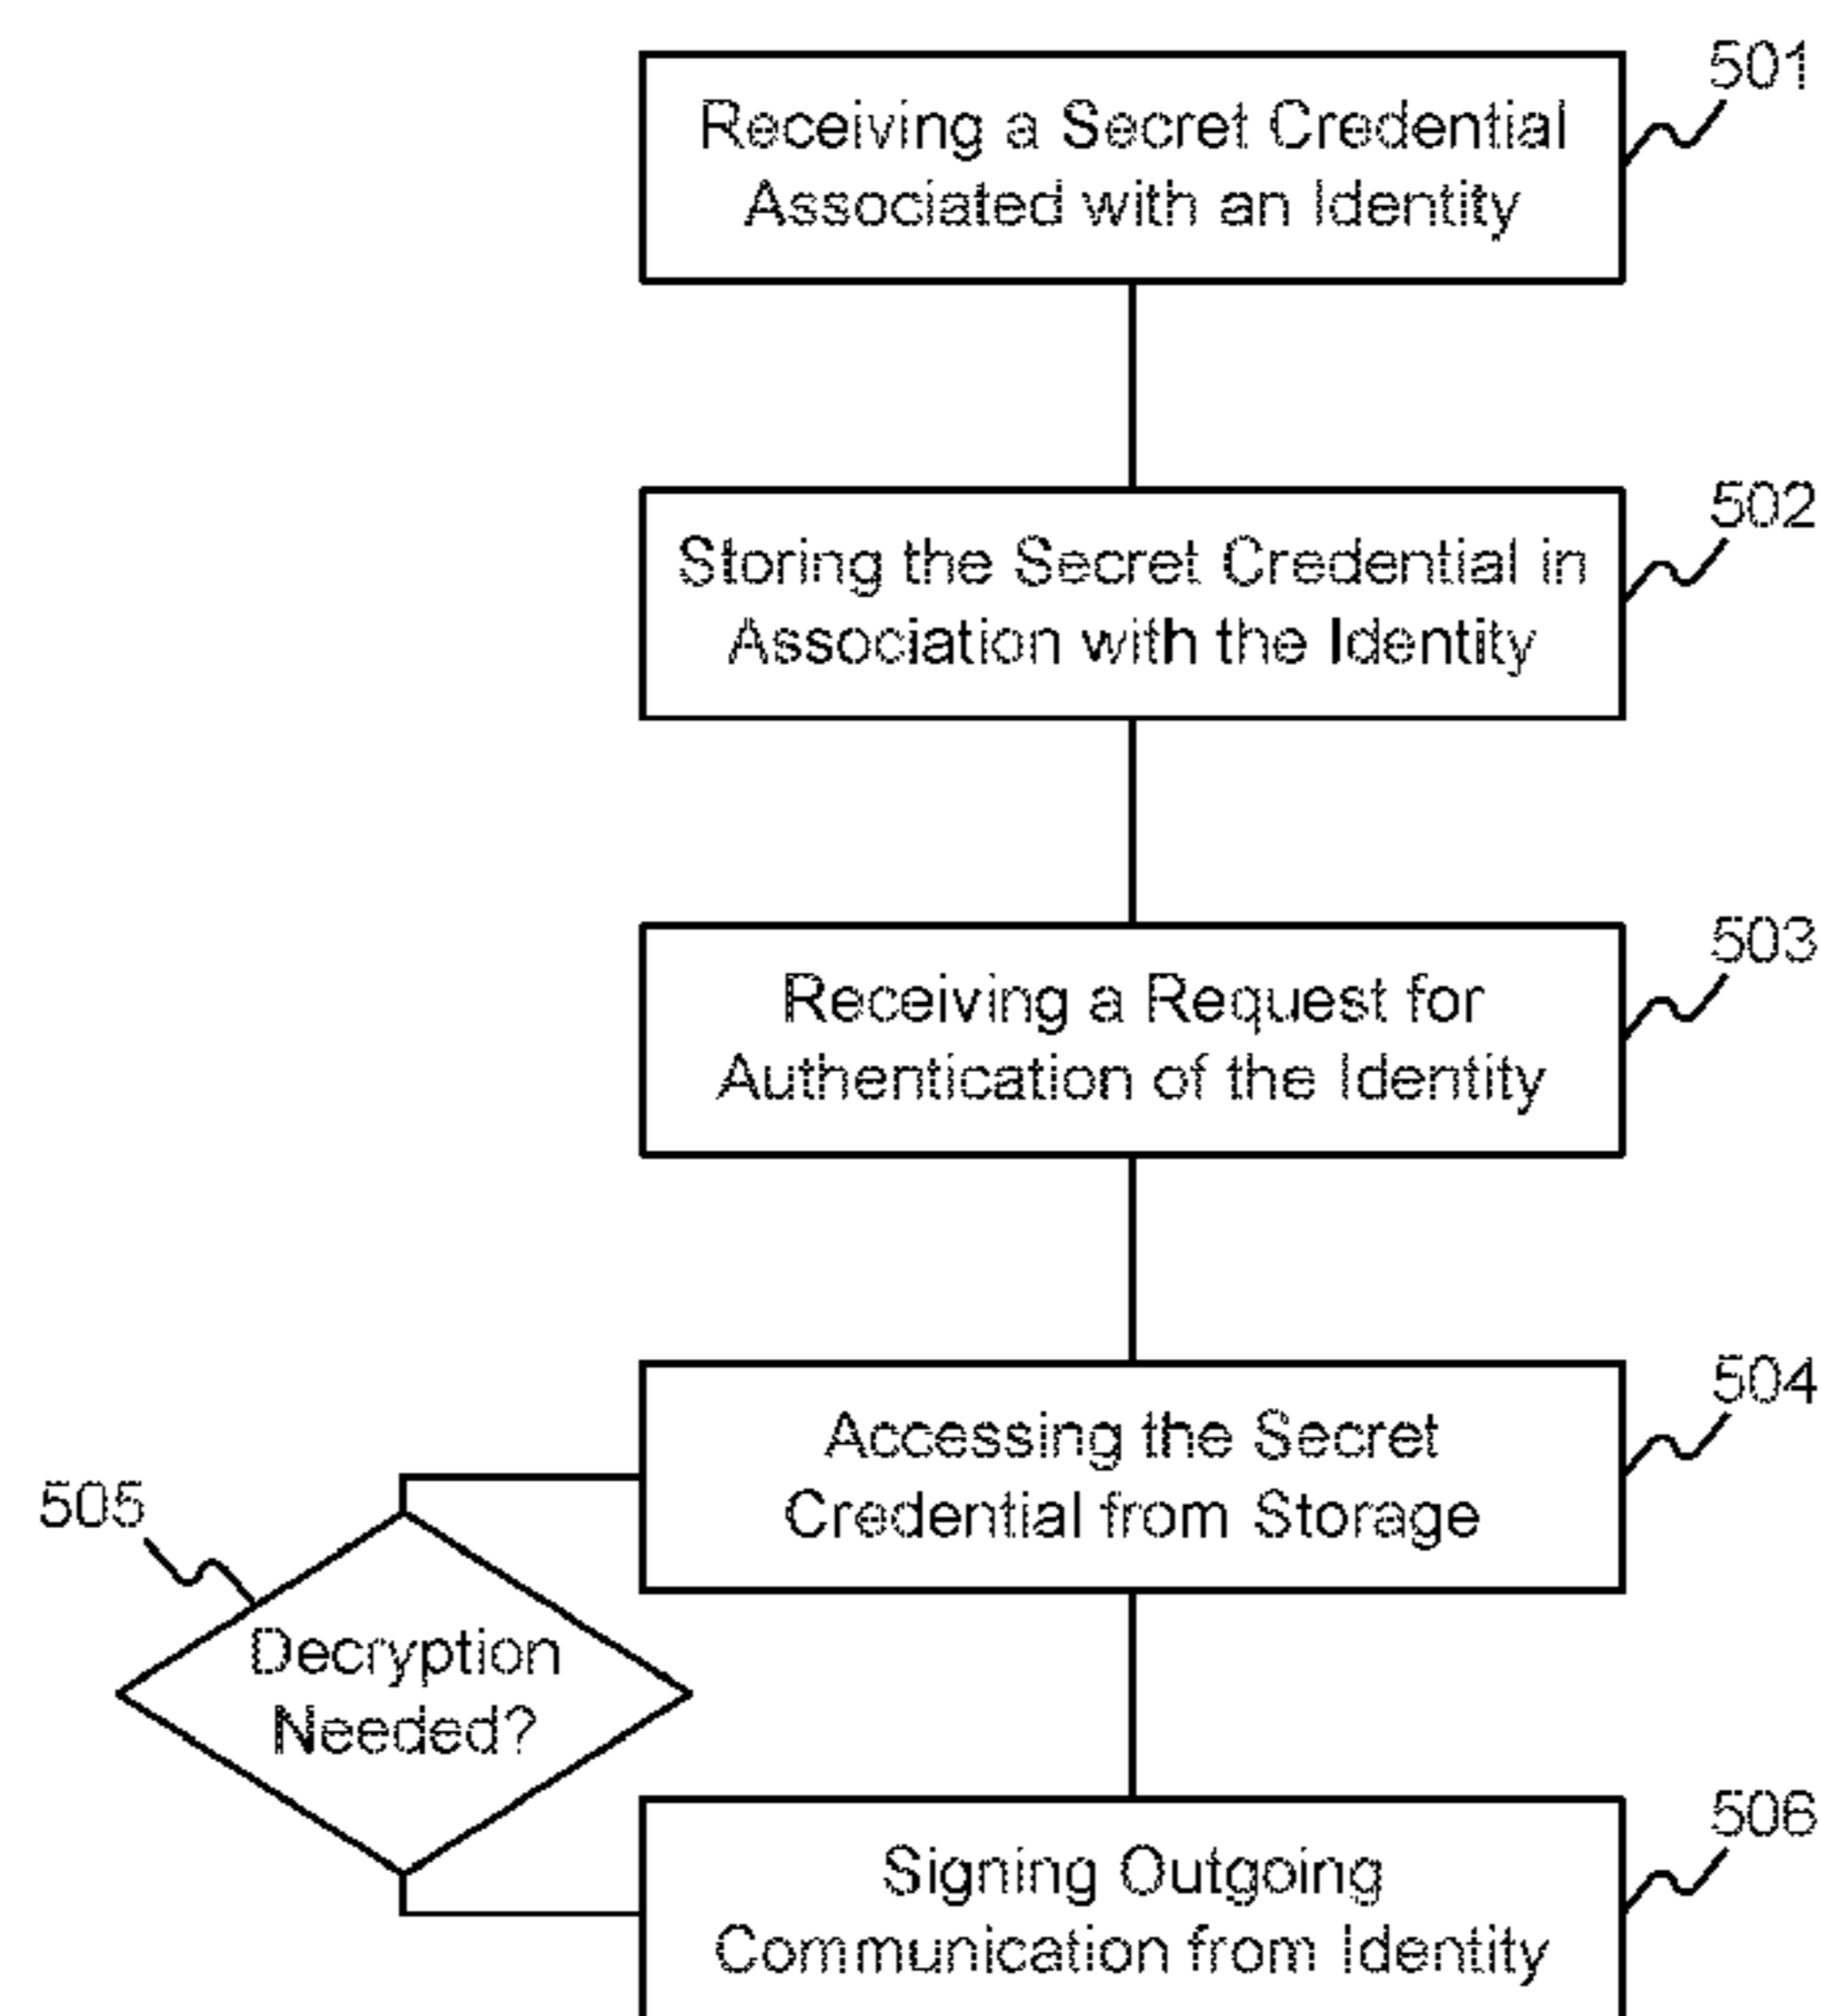 501
Receiving a Secret Credential
Associated with an Identity
502
Storing the Secret Credential in
Association with the Identity
503
Receiving a Request for
Authentication of the Identity
504
Accessing the Secret
Credential from Storage
505
Decryption
Needed?
506
Signing Outgoing
Communication from Identity